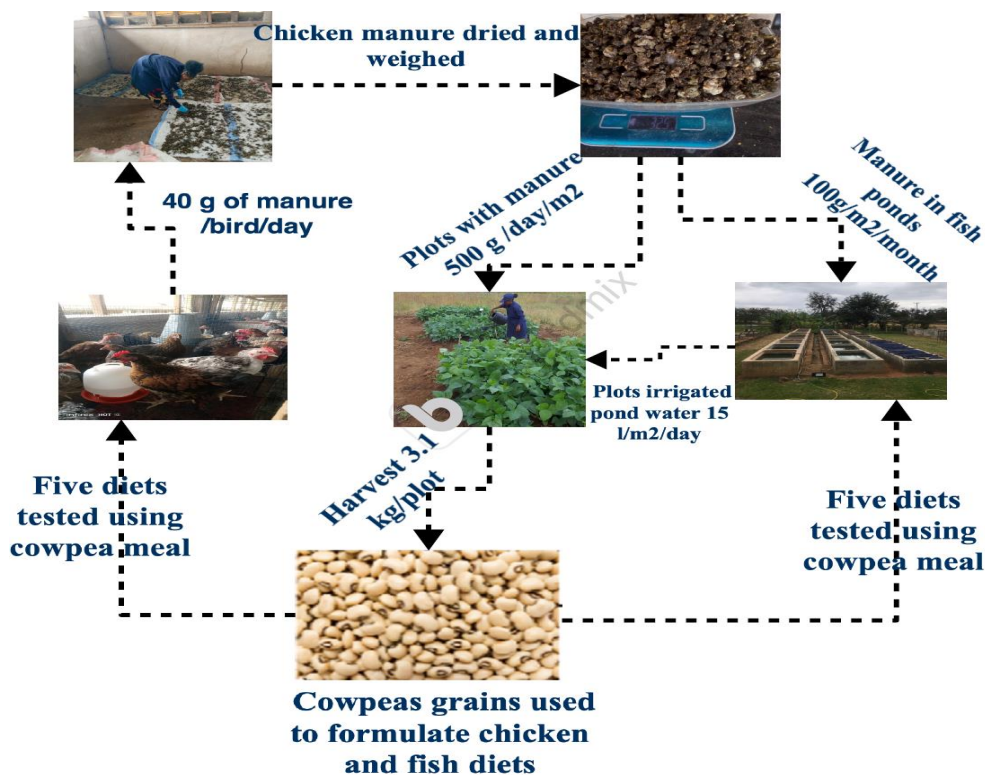 Chicken manure dried and
weighed
40 g of manure
/bird/day
Plots with manure
500 g /day/m2
Manure in fish
ponds
100g/m2/month
Plots irrigated
pond water 15
l/m2/day
Harvest 3.1
kg/plot
Five diets
tested using
cowpea meal
Five diets
tested using
cowpea meal
Cowpeas grains used
to formulate chicken
and fish diets